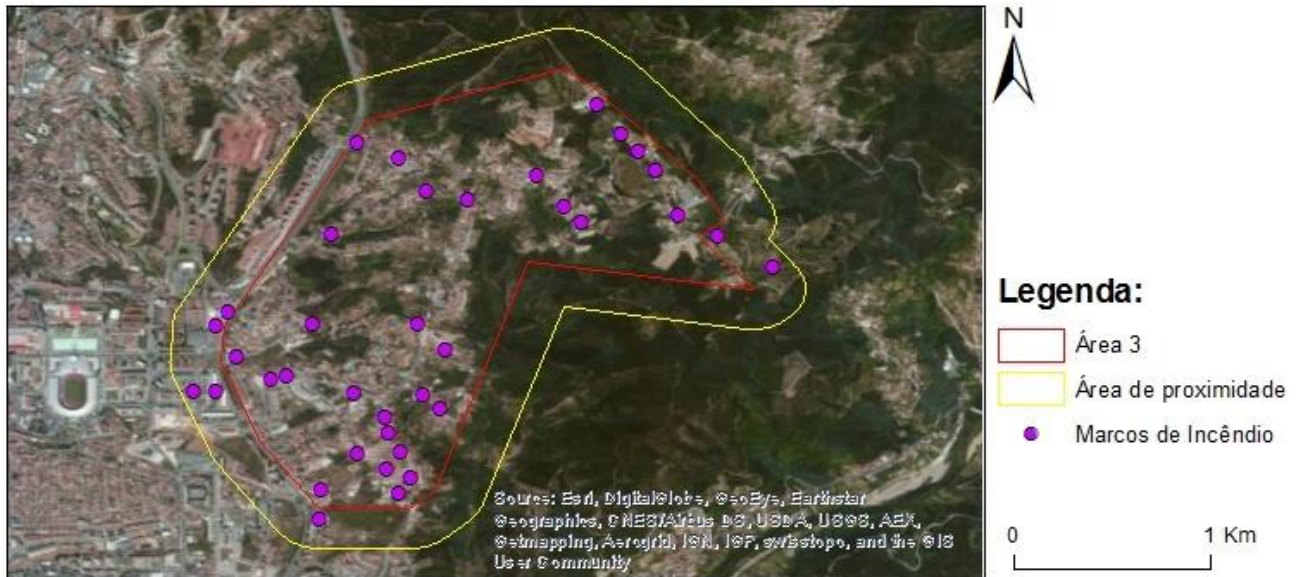 N
Legenda:
Área 3
Área de proximidade
Marcos de Incêndio
0 1 Km
Source: Esri, DigitalGlobe, GeoEye, Earthstar
Geographics, CNES/Airbus DS, USDA, USGS, AEX,
Getmapping, Aerogrid, IGN, IGP, swisstopo, and the GIS
User Community